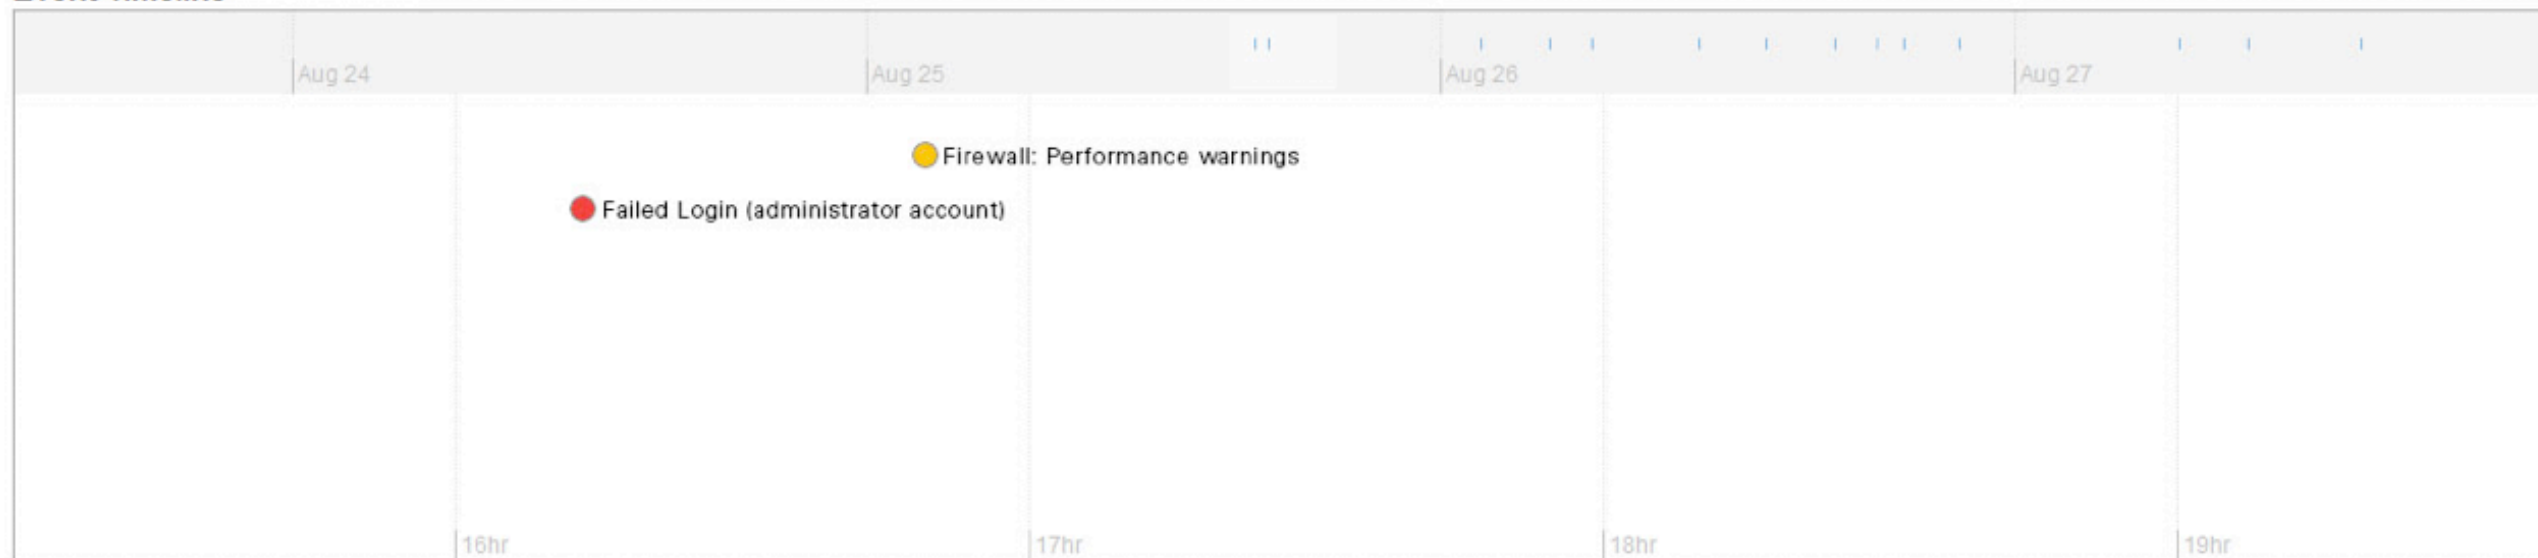 Aug 24
Aug 25
Aug 26
Aug 27
Firewall: Performance warnings
Failed Login (administrator account)
16hr
17hr
18hr
19hr